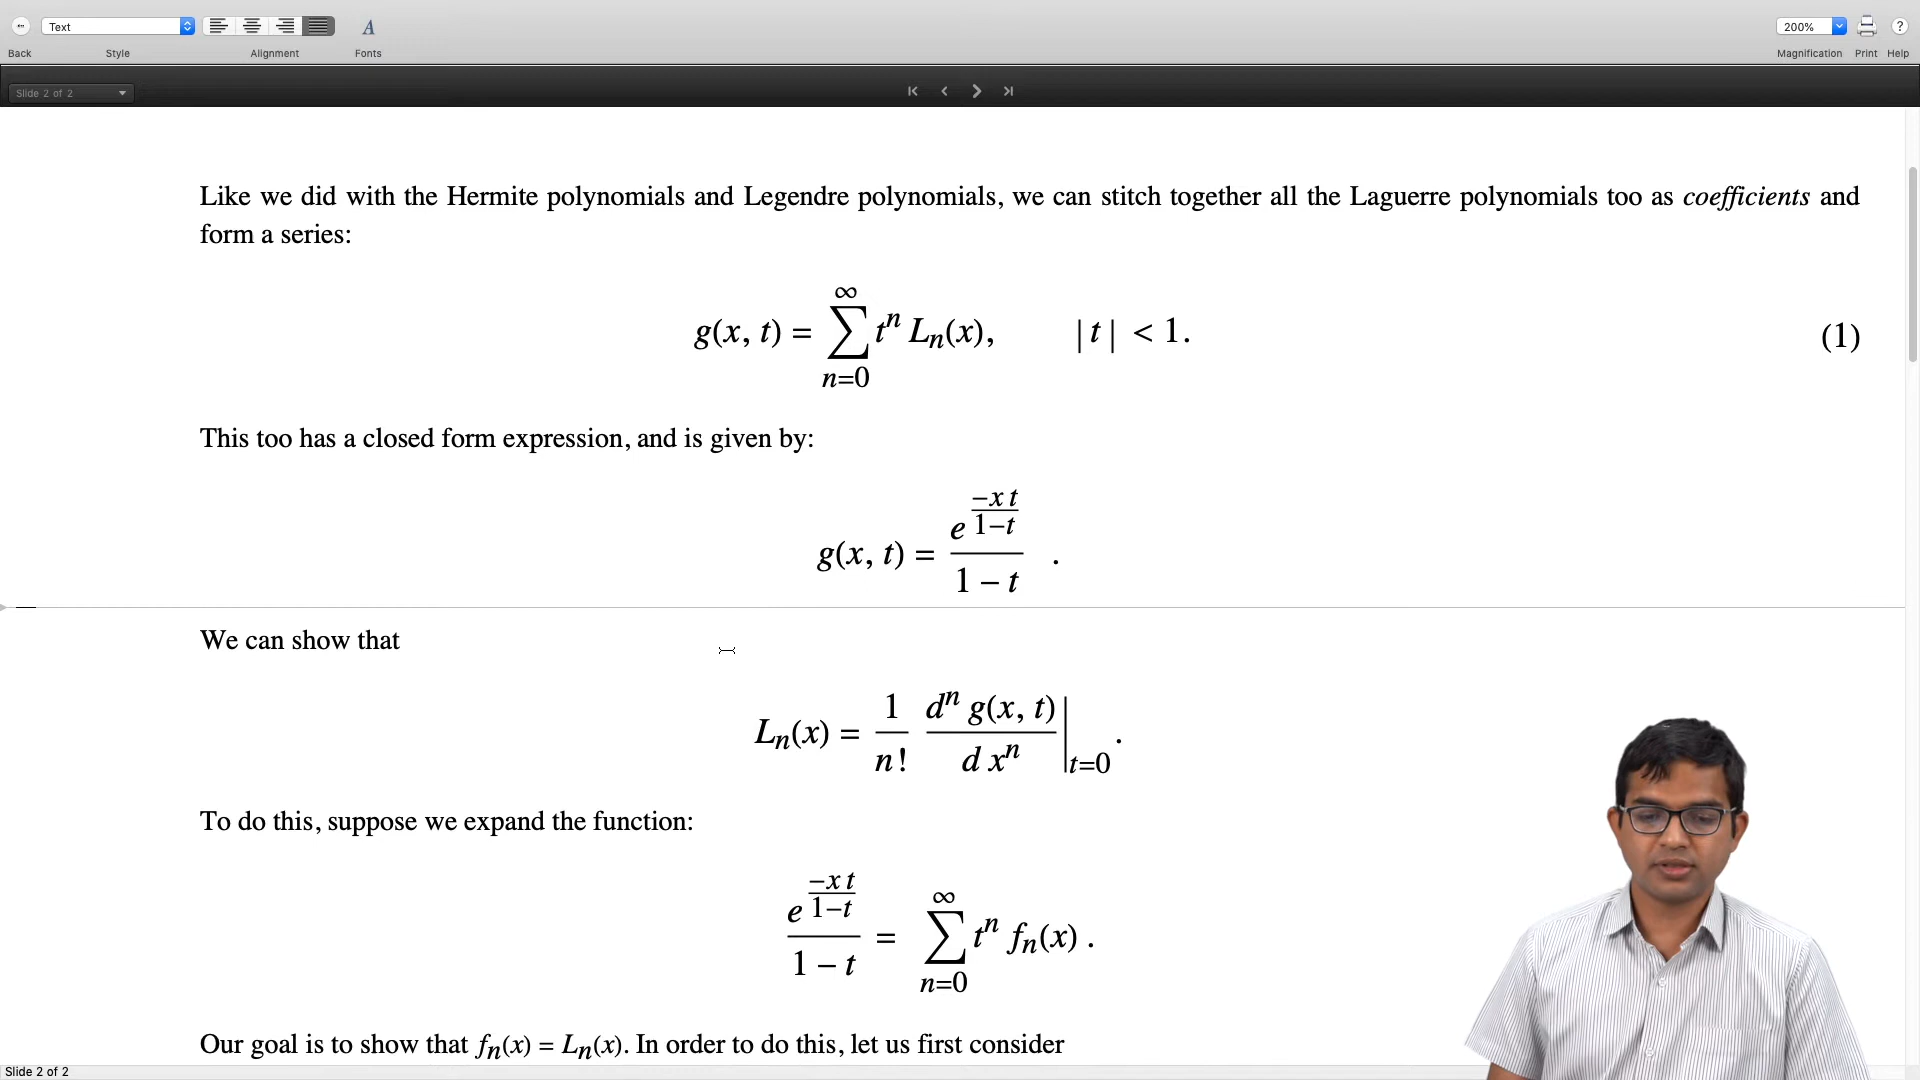 Text
200%
Back
Style
Alignment
Fonts
Magnification
Print
Help
Slide 2 of 2
Like we did with the Hermite polynomials and Legendre polynomials, we can stitch together all the Laguerre polynomials too as coefficients and
form a series:
g(x, t) = ∑_{n=0}^{∞} t^n L_n(x), |t| < 1. (1)
This too has a closed form expression, and is given by:
g(x, t) = e^{\frac{-x t}{1-t}} / (1 − t) .
We can show that
L_n(x) = \frac{1}{n!} \frac{d^n g(x, t)}{d x^n} |_{t=0} .
To do this, suppose we expand the function:
e^{\frac{-x t}{1-t}} / (1 − t) = ∑_{n=0}^{∞} t^n f_n(x) .
Our goal is to show that f_n(x) = L_n(x). In order to do this, let us first consider
Slide 2 of 2